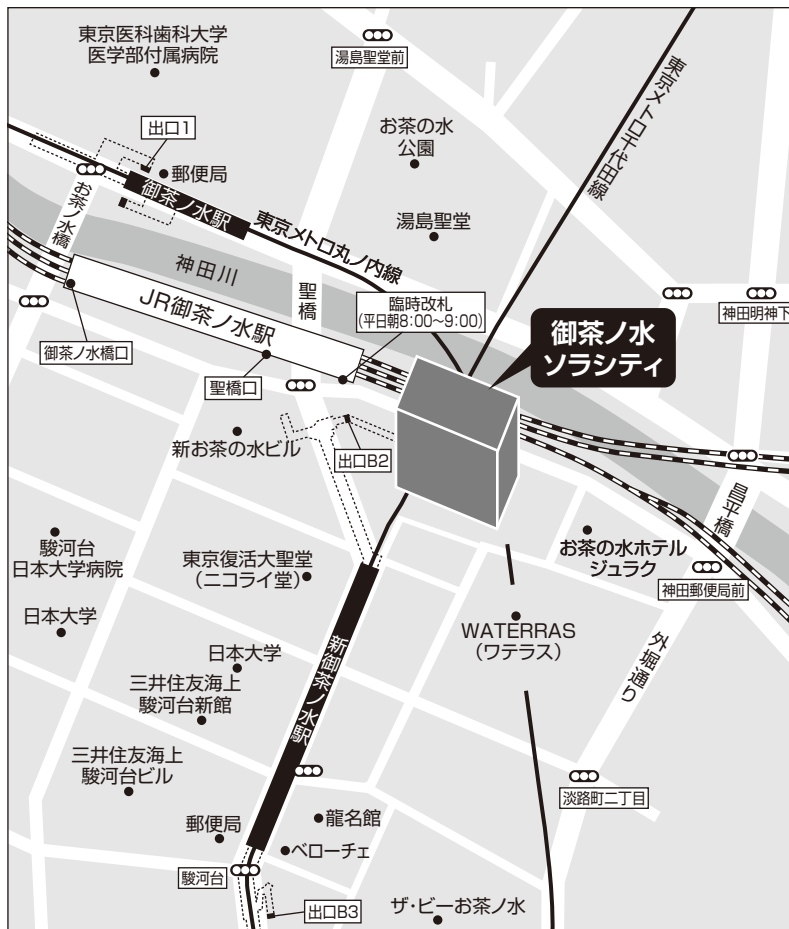 東京医科歯科大学
医学部付属病院
湯島聖堂前
東京メトロ千代田線
出口1
お茶の水
公園
郵便局
御茶ノ水駅
お茶ノ水橋
東京メトロ丸ノ内線
湯島聖堂
神田川
聖橋
JR御茶ノ水駅
臨時改札
(平日朝8:00〜9:00)
神田明神下
御茶ノ水
ソラシティ
御茶ノ水橋口
聖橋口
新お茶の水ビル
出口B2
昌平橋
お茶の水ホテル
ジュラク
神田郵便局前
駿河台
日本大学病院
東京復活大聖堂
(ニコライ堂)
日本大学
WATERRAS
(ワテラス)
外堀通り
新御茶ノ水駅
日本大学
三井住友海上
駿河台新館
三井住友海上
駿河台ビル
淡路町二丁目
郵便局
龍名館
ベローチェ
駿河台
出口B3
ザ・ビーお茶ノ水